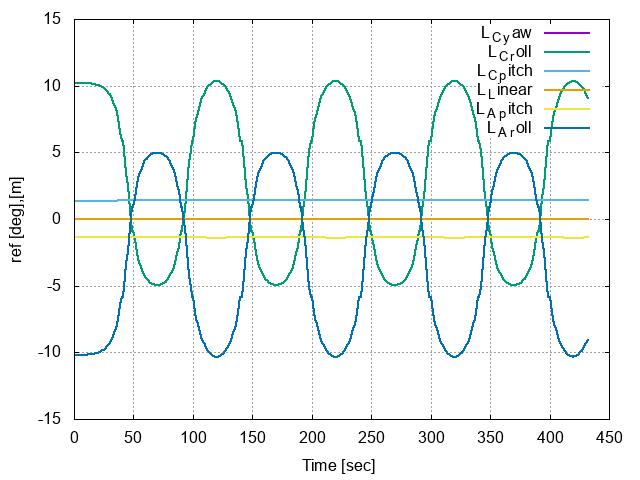 15
10
5
0
-5
-10
-15
ref [deg],[m]
L_Cyaw
L_Croll
L_Cpitch
L_Linear
L_Apitch
L_Aroll
0 50 100 150 200 250 300 350 400 450
Time [sec]